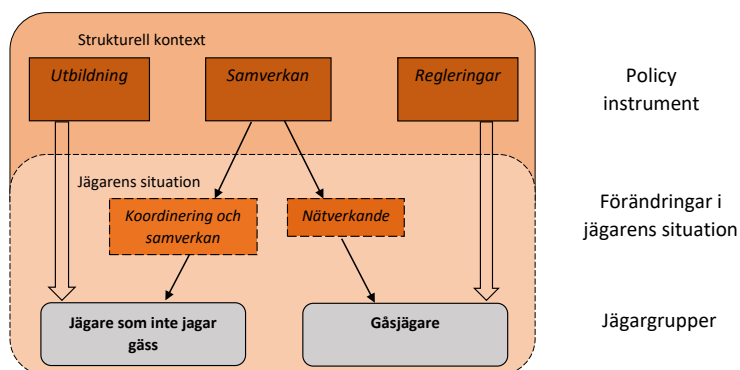 Strukturell kontext
Utbildning
Samverkan
Regleringar
Policy
instrument
Jägarens situation
Koordinering och
samverkan
Nätverkande
Förändringar i
jägarens situation
Jägare som inte jagar
gäss
Gåsjägare
Jägargrupper